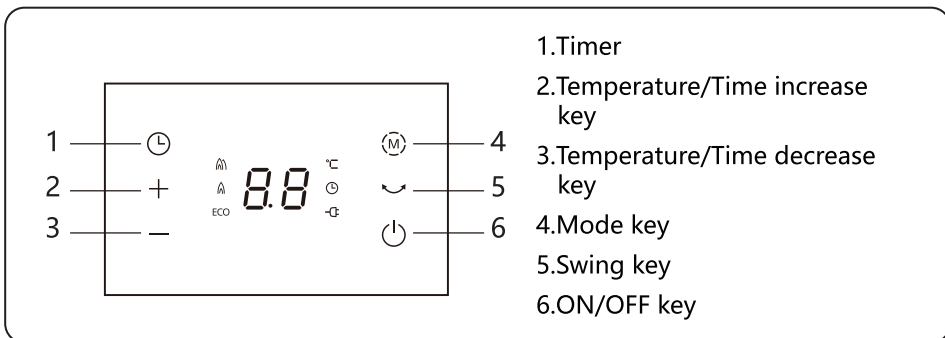 1.Timer
2.Temperature/Time increase
key
3.Temperature/Time decrease
key
4.Mode key
5.Swing key
6.ON/OFF key
1
2
3
ECO
8.8
℃
M
4
5
6